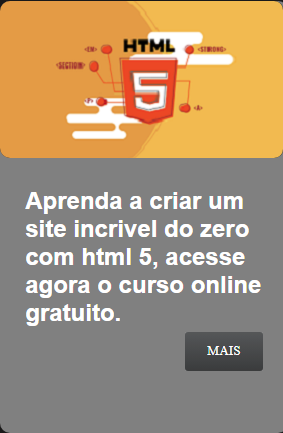 HTML
<H>
<STRONG>
<SECTION>
5
<P>
<A>
Aprenda a criar um
site incrivel do zero
com html 5, acesse
agora o curso online
gratuito.
MAIS